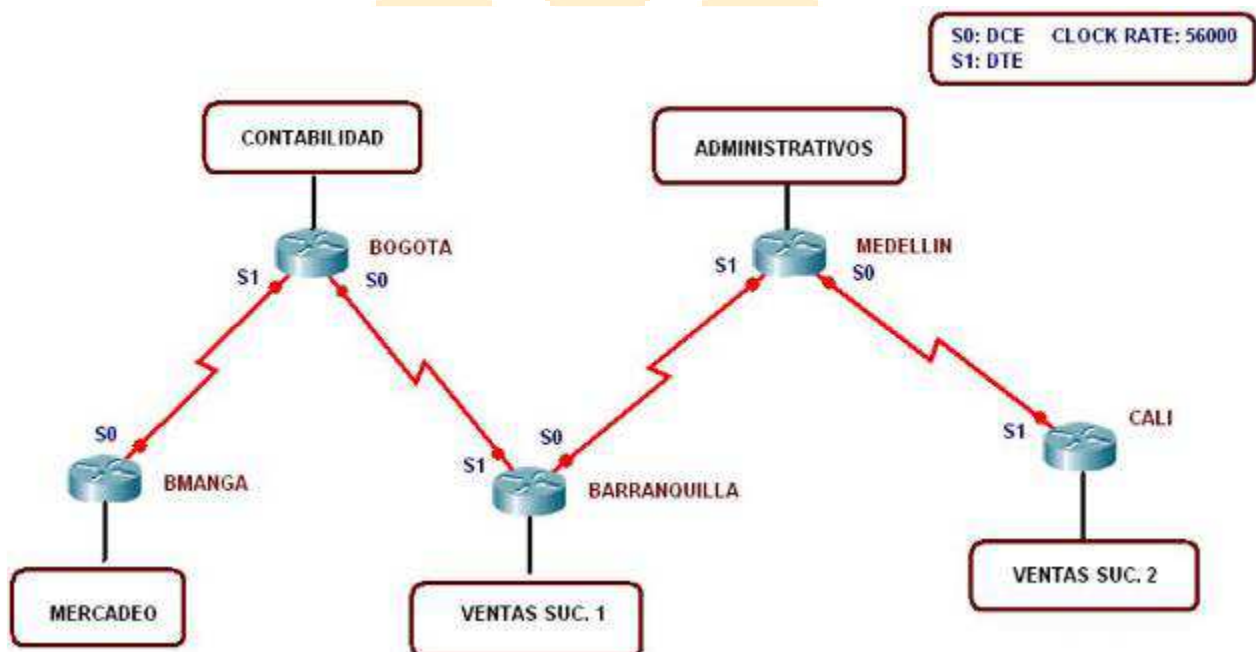 S0: DCE CLOCK RATE: 56000
S1: DTE
CONTABILIDAD
ADMINISTRATIVOS
BOGOTA
MEDELLIN
S1
S0
S1
S0
S0
BMANGA
S1
S0
BARRANQUILLA
S1
CALI
MERCADEO
VENTAS SUC. 1
VENTAS SUC. 2